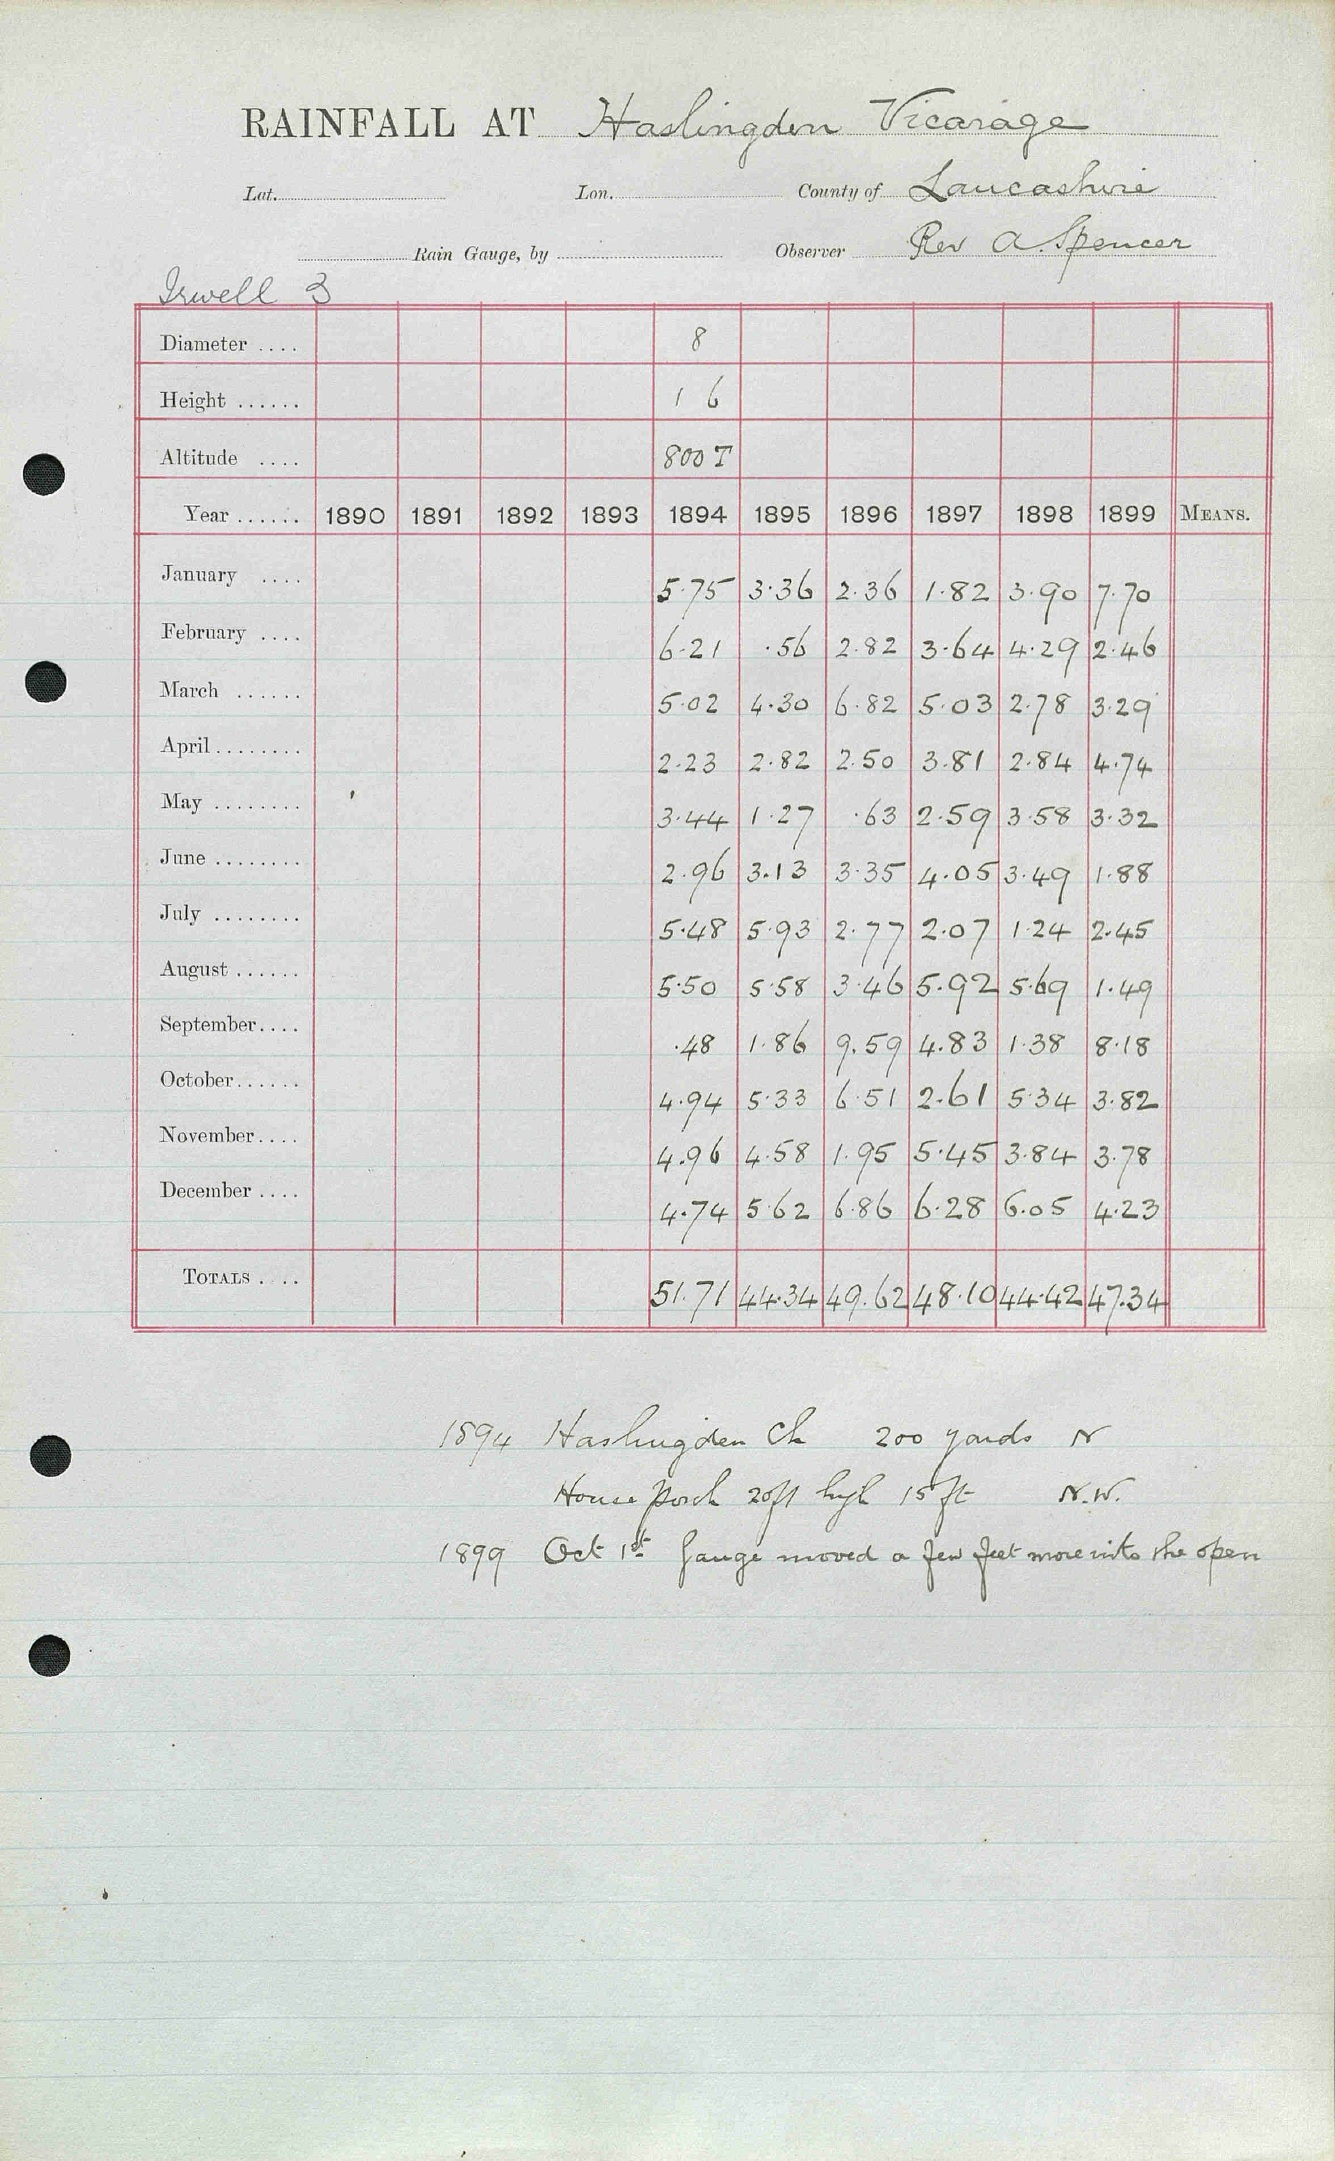 RAINFALL AT Haslingden Vicarage
Lat. Lon. County of Lancashire
Rain Gauge, by Observer Rev A. Spencer
Irwell 3
Diameter .... 8
Height ...... 1 6
Altitude .... 800 T
Year ...... 1890 1891 1892 1893 1894 1895 1896 1897 1898 1899 MEANS.
January .... 5.75 3.36 2.36 1.82 3.90 7.70
February .... 6.21 .56 2.82 3.64 4.29 2.46
March ...... 5.02 4.30 6.82 5.03 2.78 3.29
April ........ 2.23 2.82 2.50 3.81 2.84 4.74
May ........ 3.44 1.27 .63 2.59 3.58 3.32
June ........ 2.96 3.13 3.35 4.05 3.49 1.88
July ........ 5.48 5.93 2.77 2.07 1.24 2.45
August ...... 5.50 5.58 3.46 5.92 5.69 1.49
September .... .48 1.86 9.59 4.83 1.38 8.18
October ...... 4.94 5.33 6.51 2.61 5.34 3.82
November .... 4.96 4.58 1.95 5.45 3.84 3.78
December .... 4.74 5.62 6.86 6.28 6.05 4.23
TOTALS .... 51.71 44.34 49.62 48.10 44.42 47.34
1894 Haslingden Ch 200 yards N
House porch 20ft high 15 ft N.W.
1899 Oct 1st Gauge moved a few feet more into the open